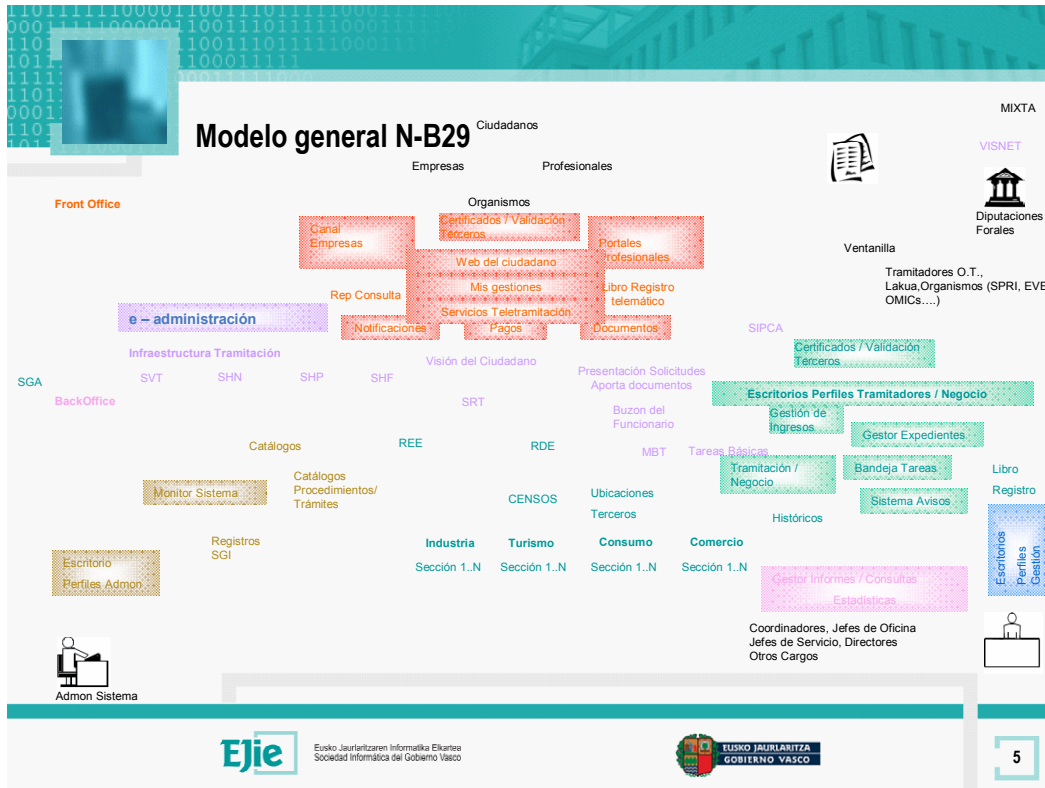 MIXTA
Modelo general N-B29
Ciudadanos
Empresas
Profesionales
VISNET
Organismos
Front Office
Diputaciones
Forales
Canal
Empresas
Certificados / Validación
Terceros
Portales
Profesionales
Ventanilla
Web del ciudadano
Tramitadores O.T.,
Lakua,Organismos (SPRI, EVE
OMICs....)
Mis gestiones
Rep Consulta
Libro Registro
telemático
Servicios Teletramitación
e – administración
Notificaciones
Pagos
Documentos
SIPCA
Infraestructura Tramitación
Visión del Ciudadano
Certificados / Validación
Terceros
SGA
SVT
SHN
SHP
SHF
Presentación Solicitudes
Aporta documentos
Escritorios Perfiles Tramitadores / Negocio
BackOffice
SRT
Buzon del
Funcionario
Gestión de
Ingresos
Gestor Expedientes
Catálogos
REE
RDE
MBT
Tareas Básicas
Tramitación /
Negocio
Bandeja Tareas
Libro
Registro
Catálogos
Procedimientos/
Trámites
Monitor Sistema
CENSOS
Ubicaciones
Terceros
Sistema Avisos
Históricos
Registros
SGI
Industria
Turismo
Consumo
Comercio
Sección 1..N
Sección 1..N
Sección 1..N
Sección 1..N
Escritorios
Perfiles
Gestión
Escritorio
Perfiles Admon
Gestor Informes / Consultas
Estadísticas
Coordinadores, Jefes de Oficina
Jefes de Servicio, Directores
Otros Cargos
Admon Sistema
EJie
Eusko Jaurlaritzaren Informatika Elkartea
Sociedad Informática del Gobierno Vasco
EUSKO JAURLARITZA
GOBIERNO VASCO
5